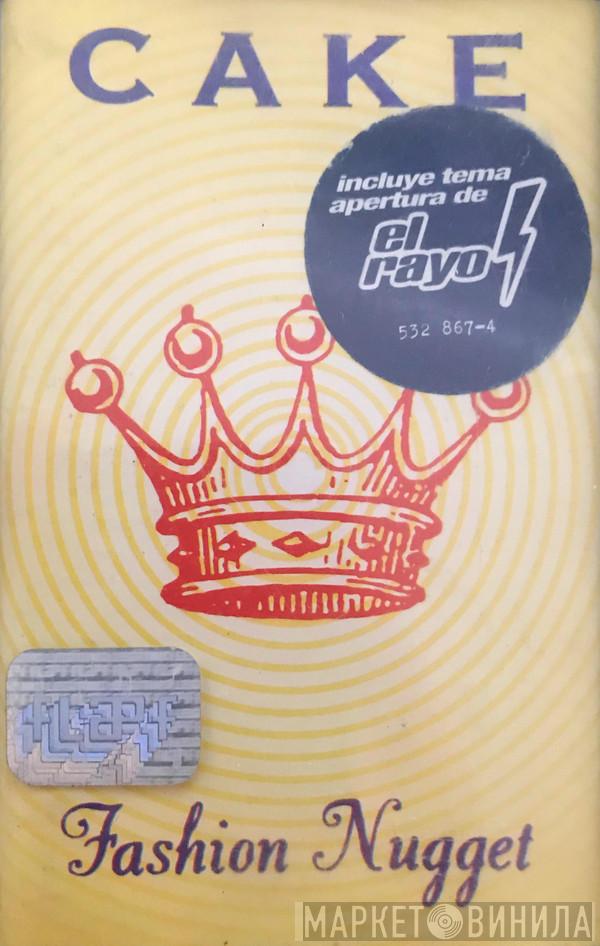 CAKE
incluye tema
apertura de
el
rayo
532 867-4
Fashion Nugget
МАРКЕТ ВИНИЛА